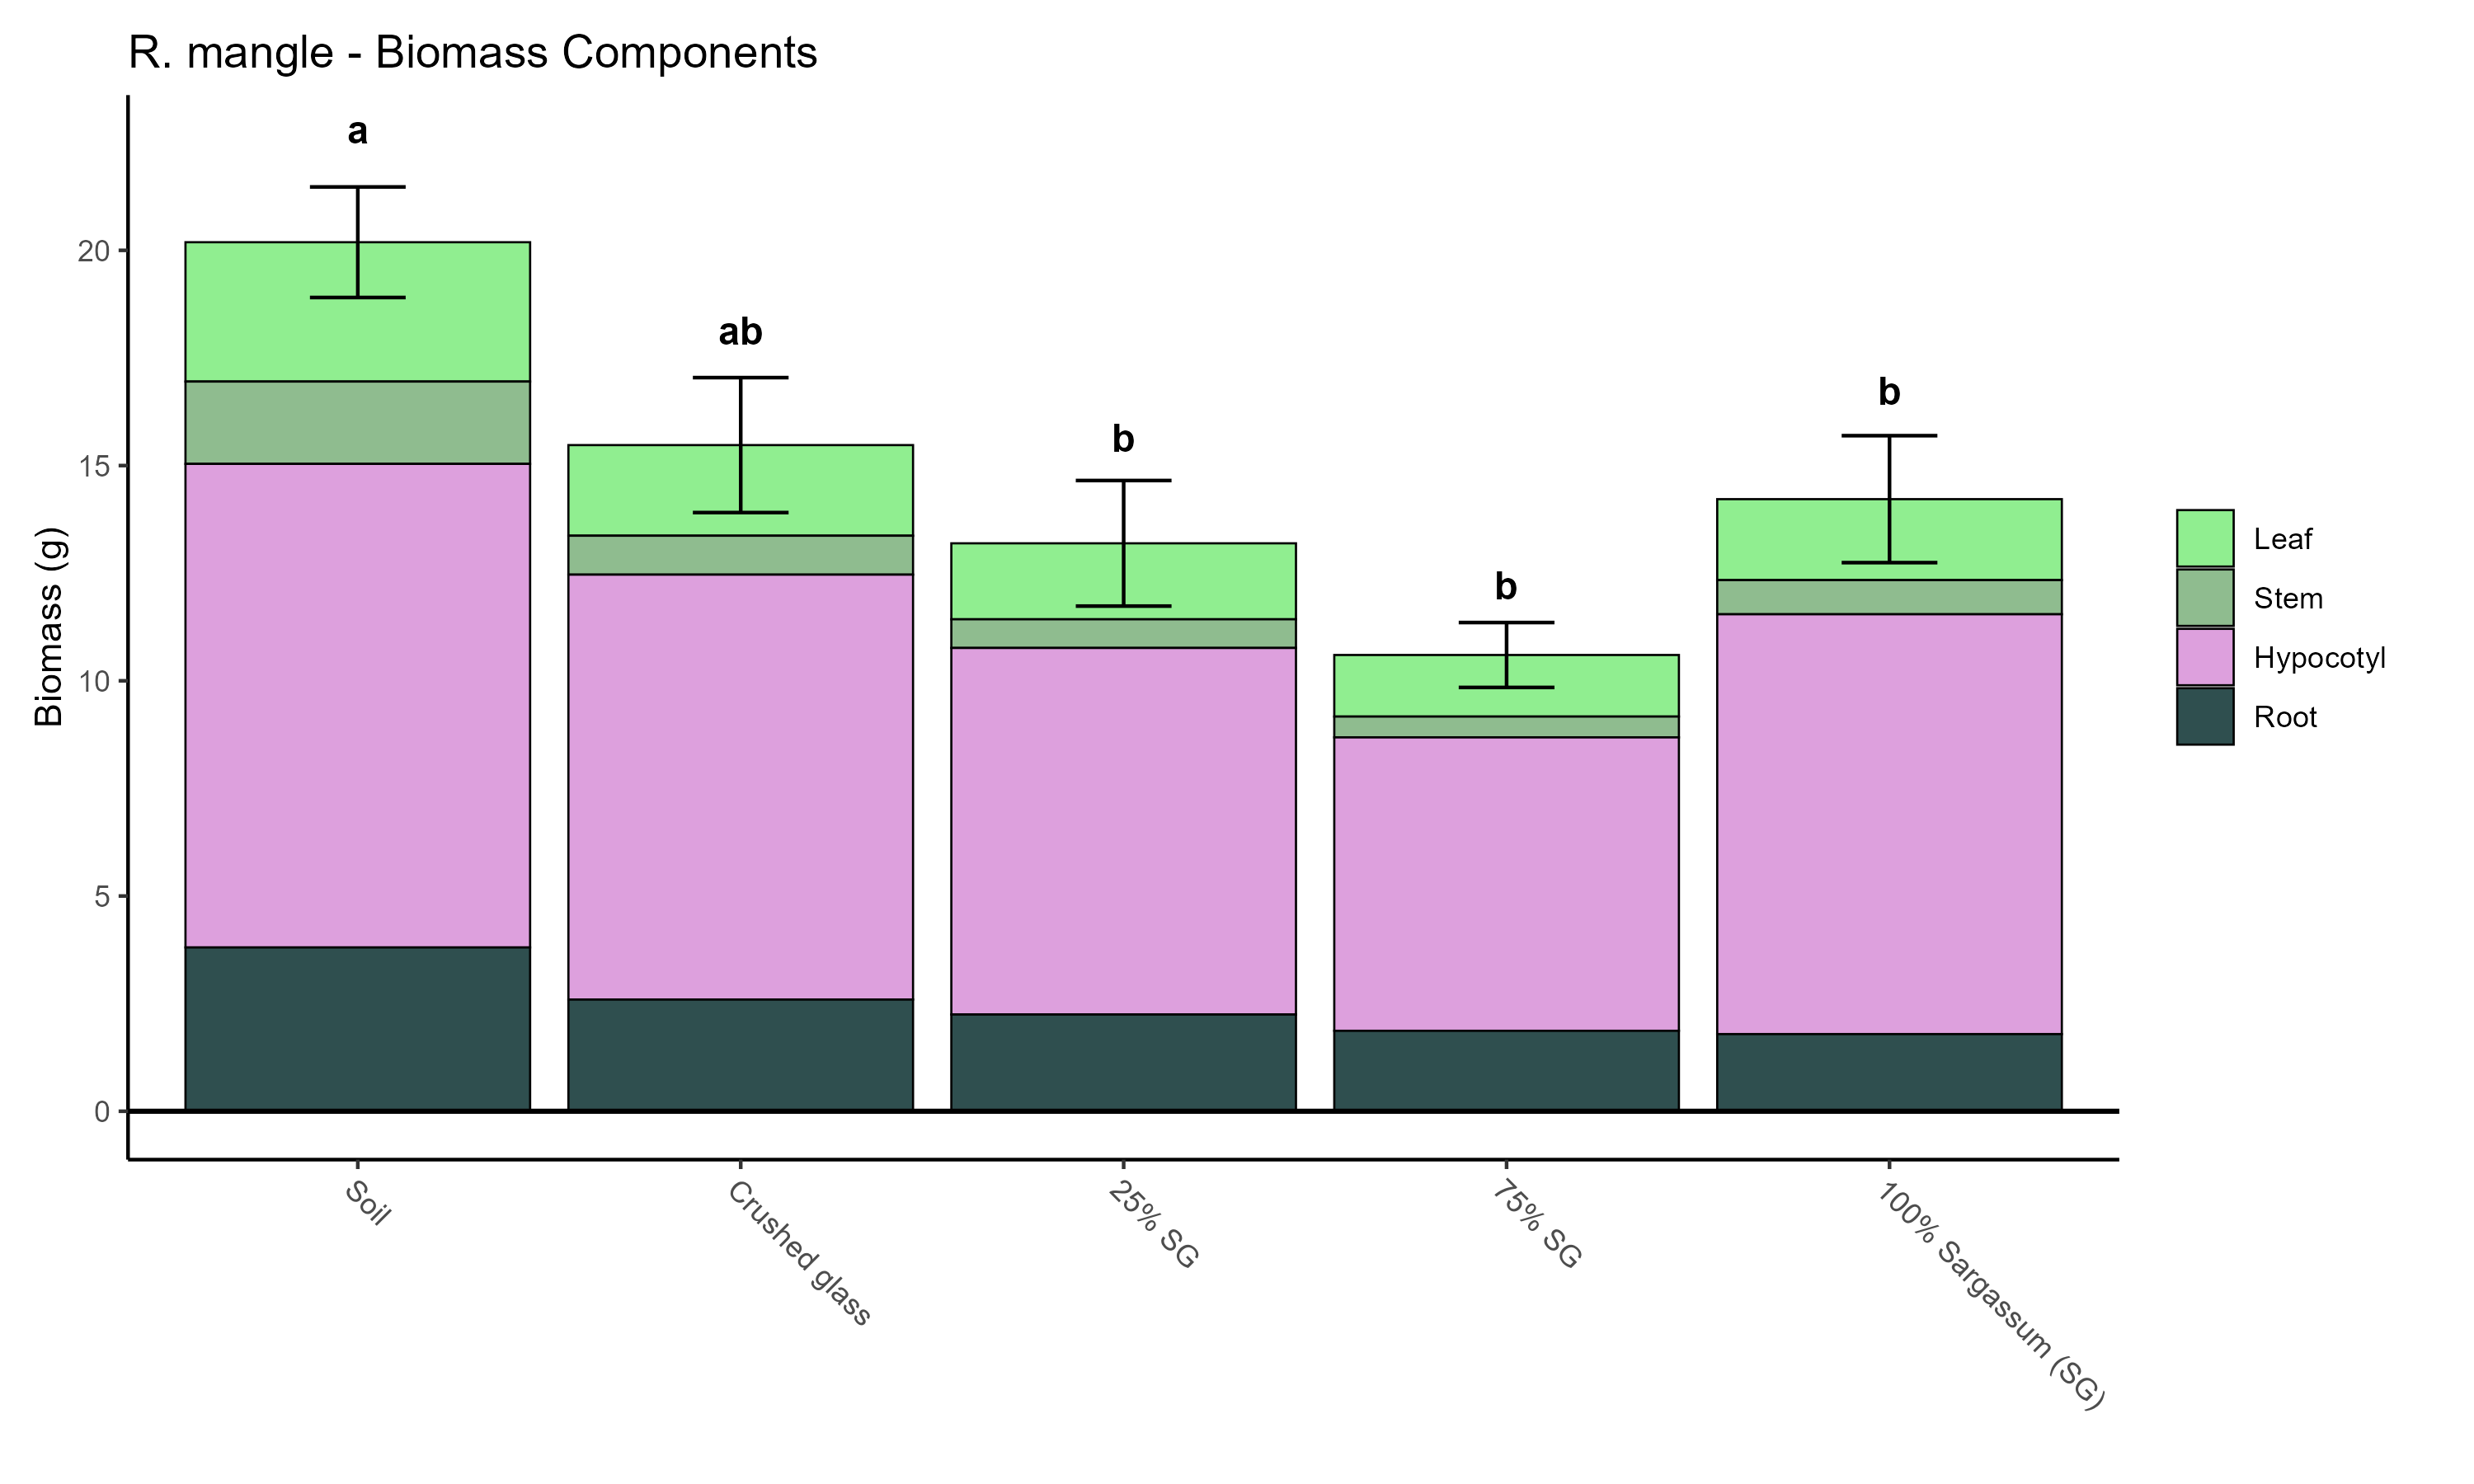 R. mangle - Biomass Components
a
ab
b
b
b
20
15
10
5
0
Biomass (g)
Soil
Crushed glass
25% SG
75% SG
100% Sargassum (SG)
Leaf
Stem
Hypocotyl
Root